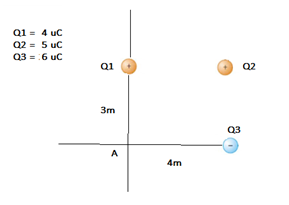 Q1 = 4 uC
Q2 = 5 uC
Q3 = 6 uC
Q1
+
+
Q2
3m
Q3
A
-
4m